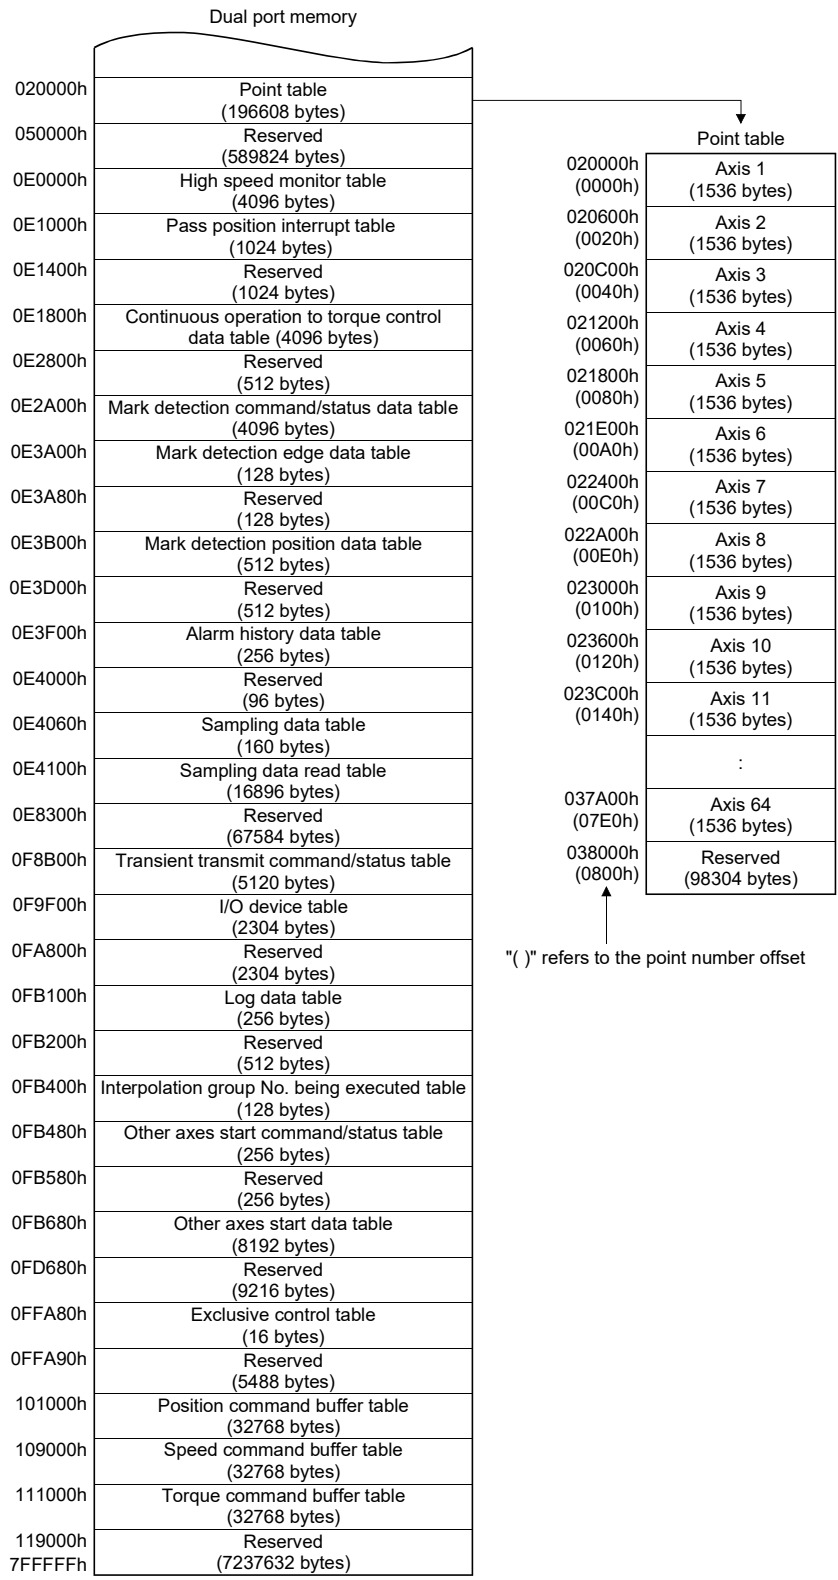 Dual port memory
020000h
Point table
(196608 bytes)
050000h
Reserved
(589824 bytes)
0E0000h
High speed monitor table
(4096 bytes)
0E1000h
Pass position interrupt table
(1024 bytes)
0E1400h
Reserved
(1024 bytes)
0E1800h
Continuous operation to torque control
data table (4096 bytes)
0E2800h
Reserved
(512 bytes)
0E2A00h
Mark detection command/status data table
(4096 bytes)
0E3A00h
Mark detection edge data table
(128 bytes)
0E3A80h
Reserved
(128 bytes)
0E3B00h
Mark detection position data table
(512 bytes)
0E3D00h
Reserved
(512 bytes)
0E3F00h
Alarm history data table
(256 bytes)
0E4000h
Reserved
(96 bytes)
0E4060h
Sampling data table
(160 bytes)
0E4100h
Sampling data read table
(16896 bytes)
0E8300h
Reserved
(67584 bytes)
0F8B00h
Transient transmit command/status table
(5120 bytes)
0F9F00h
I/O device table
(2304 bytes)
0FA800h
Reserved
(2304 bytes)
0FB100h
Log data table
(256 bytes)
0FB200h
Reserved
(512 bytes)
0FB400h
Interpolation group No. being executed table
(128 bytes)
0FB480h
Other axes start command/status table
(256 bytes)
0FB580h
Reserved
(256 bytes)
0FB680h
Other axes start data table
(8192 bytes)
0FD680h
Reserved
(9216 bytes)
0FFA80h
Exclusive control table
(16 bytes)
0FFA90h
Reserved
(5488 bytes)
101000h
Position command buffer table
(32768 bytes)
109000h
Speed command buffer table
(32768 bytes)
111000h
Torque command buffer table
(32768 bytes)
119000h
Reserved
7FFFFFh
(7237632 bytes)
Point table
020000h
(0000h)
Axis 1
(1536 bytes)
020600h
(0020h)
Axis 2
(1536 bytes)
020C00h
(0040h)
Axis 3
(1536 bytes)
021200h
(0060h)
Axis 4
(1536 bytes)
021800h
(0080h)
Axis 5
(1536 bytes)
021E00h
(00A0h)
Axis 6
(1536 bytes)
022400h
(00C0h)
Axis 7
(1536 bytes)
022A00h
(00E0h)
Axis 8
(1536 bytes)
023000h
(0100h)
Axis 9
(1536 bytes)
023600h
(0120h)
Axis 10
(1536 bytes)
023C00h
(0140h)
Axis 11
(1536 bytes)
:
037A00h
(07E0h)
Axis 64
(1536 bytes)
038000h
(0800h)
Reserved
(98304 bytes)
"( )" refers to the point number offset